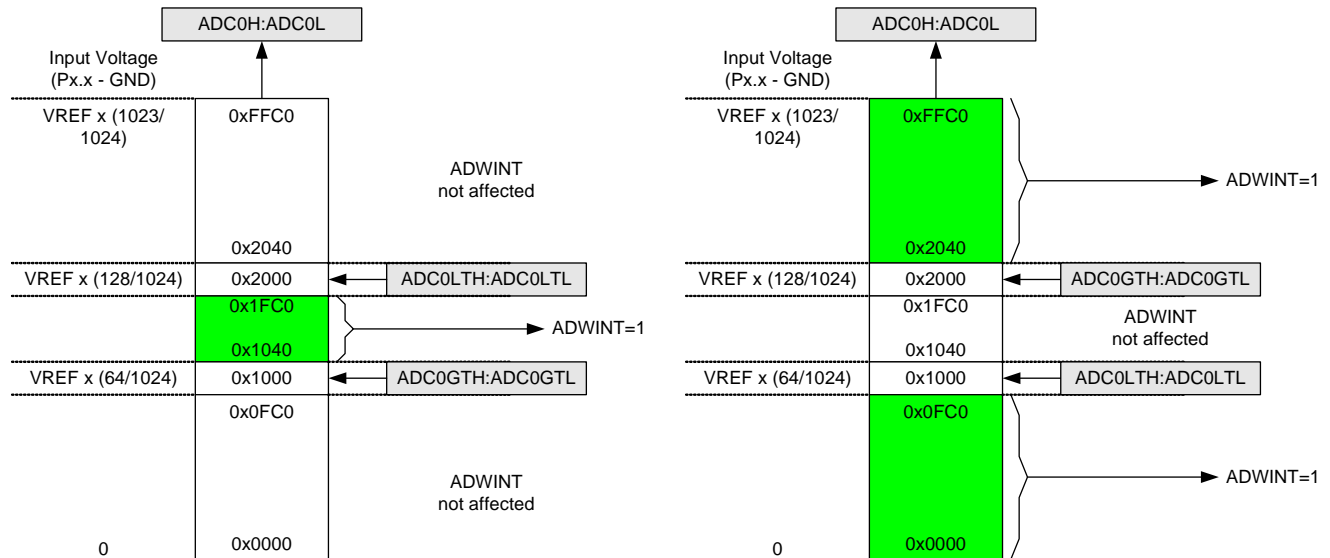 ADC0H:ADC0L
Input Voltage
(Px.x - GND)
VREF x (1023/
1024)
0xFFC0
ADWINT
not affected
0x2040
VREF x (128/1024)
0x2000
ADC0LTH:ADC0LTL
0x1FC0
ADWINT=1
0x1040
VREF x (64/1024)
0x1000
ADC0GTH:ADC0GTL
0x0FC0
ADWINT
not affected
0
0x0000
ADC0H:ADC0L
Input Voltage
(Px.x - GND)
VREF x (1023/
1024)
0xFFC0
ADWINT=1
0x2040
VREF x (128/1024)
0x2000
ADC0GTH:ADC0GTL
0x1FC0
ADWINT
not affected
0x1040
VREF x (64/1024)
0x1000
ADC0LTH:ADC0LTL
0x0FC0
ADWINT=1
0
0x0000